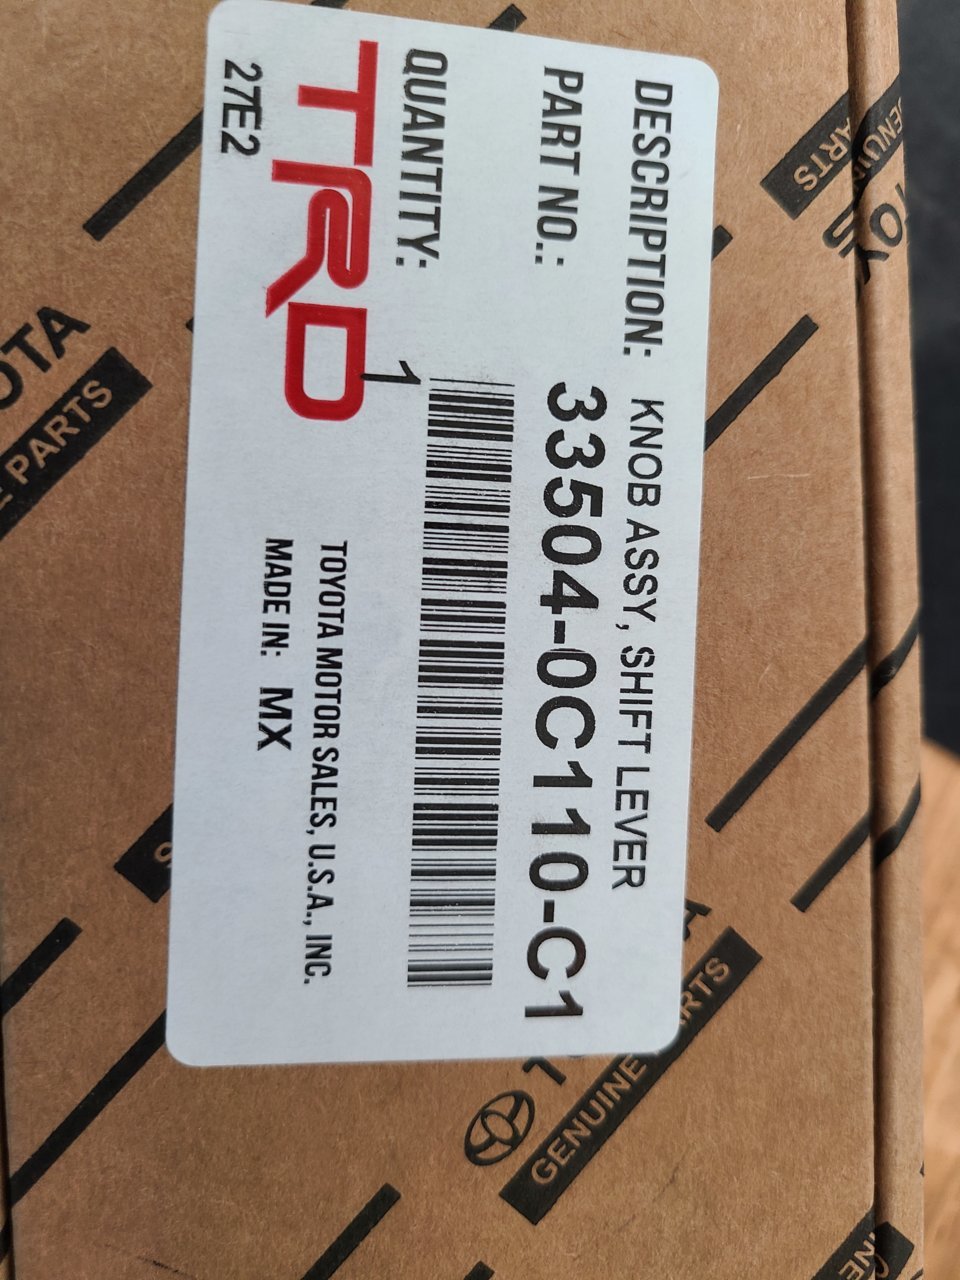 DESCRIPTION: KNOB ASSY, SHIFT LEVER
PART NO.: 33504-0C110-C1
QUANTITY: 1
TRD
27E2
TOYOTA MOTOR SALES, U.S.A., INC.
MADE IN: MX
GENUINE PARTS
PARTS
PARTS